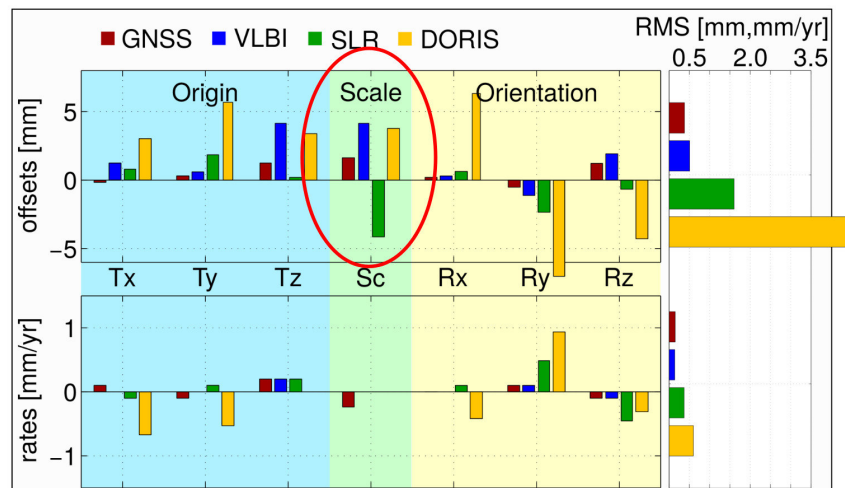 RMS [mm,mm/yr]
GNSS VLBI SLR DORIS
0.5 2.0 3.5
Origin Scale Orientation
offsets [mm]
5
0
−5
Tx Ty Tz Sc Rx Ry Rz
rates [mm/yr]
1
0
−1